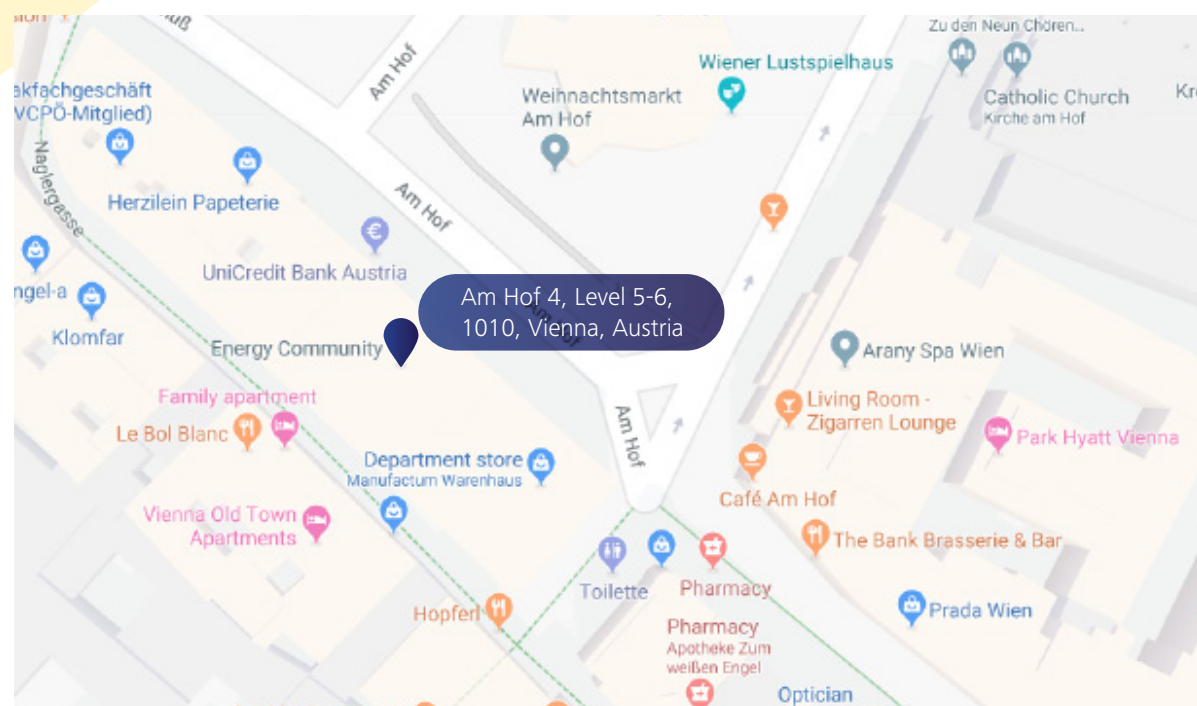 Zu den Neun Chören...
Wiener Lustspielhaus
Am Hof
akfachgeschäft
VCPÖ-Mitglied)
Weihnachtsmarkt
Am Hof
Catholic Church
Kirche am Hof
Naglergasse
Herzilein Papeterie
Am Hof
UniCredit Bank Austria
ngel-a
Klomfar
Am Hof 4, Level 5-6,
1010, Vienna, Austria
Am Hof
Energy Community
Arany Spa Wien
Family apartment
Le Bol Blanc
Living Room -
Zigarren Lounge
Am Hof
Park Hyatt Vienna
Department store
Manufactum Warenhaus
Café Am Hof
Vienna Old Town
Apartments
The Bank Brasserie & Bar
Toilette
Pharmacy
Hopferl
Prada Wien
Pharmacy
Apotheke Zum
weißen Engel
Optician